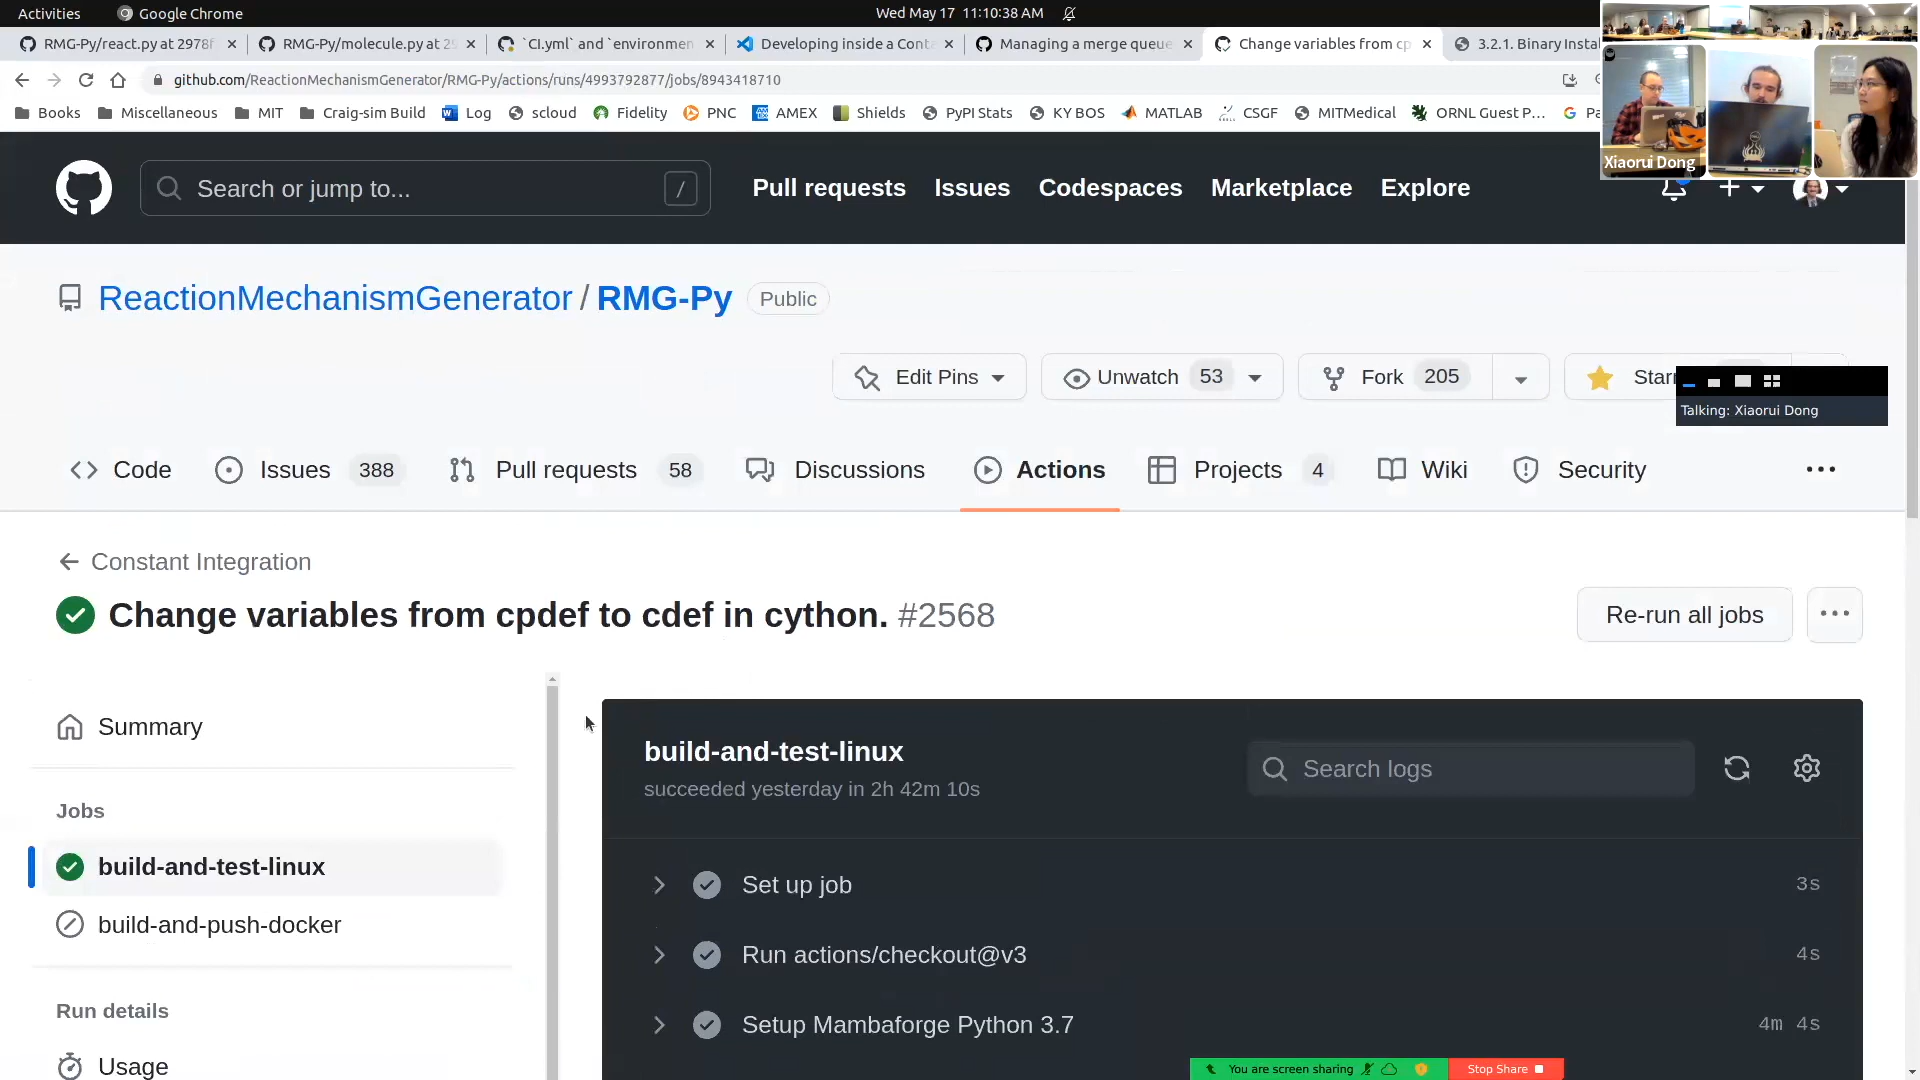 Activities
Google Chrome
Wed May 17 11:10:38 AM
RMG-Py/react.py at 2978f
RMG-Py/molecule.py at 29
`CI.yml` and `environmen
Developing inside a Conta
Managing a merge queue
Change variables from cp
3.2.1. Binary Insta
github.com/ReactionMechanismGenerator/RMG-Py/actions/runs/4993792877/jobs/8943418710
Books
Miscellaneous
MIT
Craig-sim Build
Log
scloud
Fidelity
PNC
AMEX
Shields
PyPI Stats
KY BOS
MATLAB
CSGF
MITMedical
ORNL Guest P...
Xiaorui Dong
Search or jump to...
/
Pull requests
Issues
Codespaces
Marketplace
Explore
ReactionMechanismGenerator / RMG-Py
Public
Edit Pins
Unwatch 53
Fork 205
Starr
Talking: Xiaorui Dong
Code
Issues 388
Pull requests 58
Discussions
Actions
Projects 4
Wiki
Security
Constant Integration
Change variables from cpdef to cdef in cython. #2568
Re-run all jobs
Summary
Jobs
build-and-test-linux
build-and-push-docker
Run details
Usage
build-and-test-linux
succeeded yesterday in 2h 42m 10s
Search logs
Set up job 3s
Run actions/checkout@v3 4s
Setup Mambaforge Python 3.7 4m 4s
You are screen sharing
Stop Share